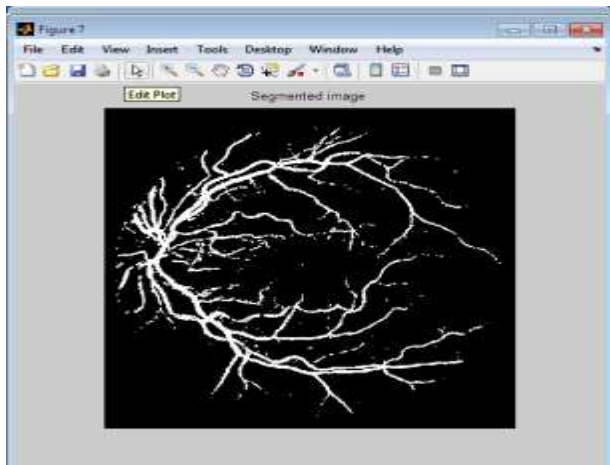 Figure 7
File Edit View Insert Tools Desktop Window Help
Edit Plot
Segmented image